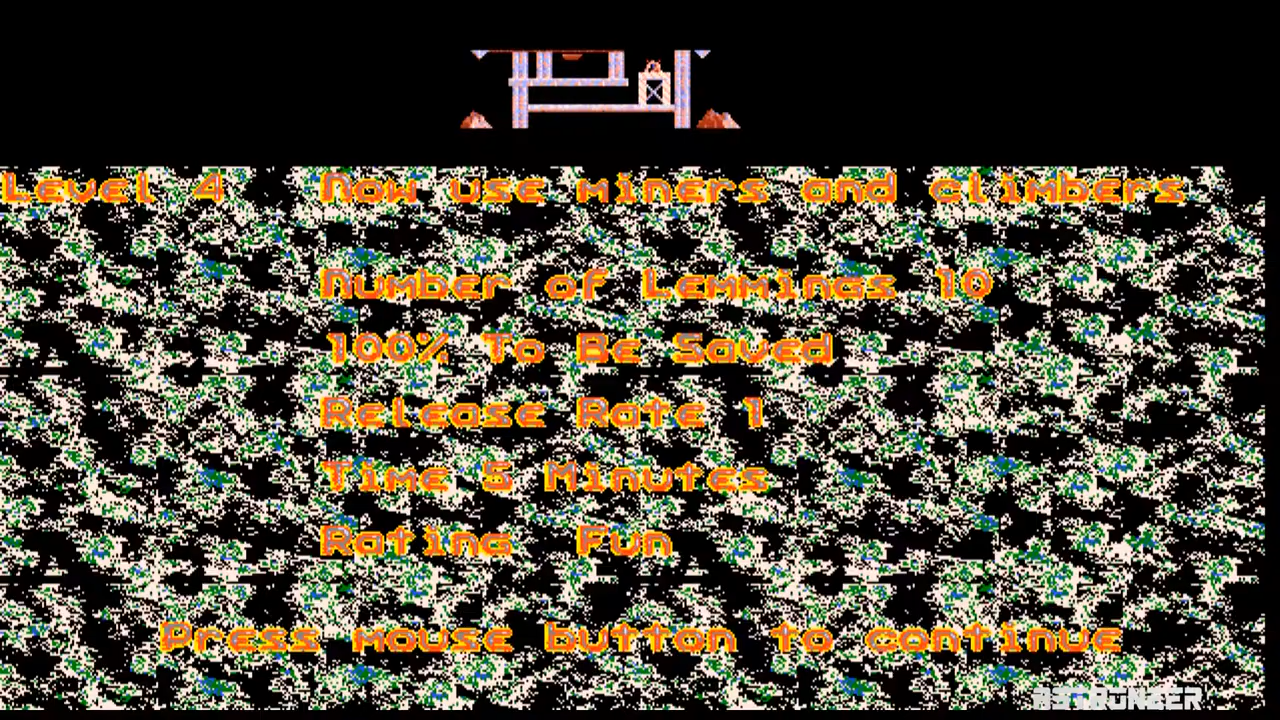 Level 4 Now use miners and climbers
Number of Lemmings 10
100% To Be Saved
Release Rate 1
Time 5 Minutes
Rating Fun
Press mouse button to continue